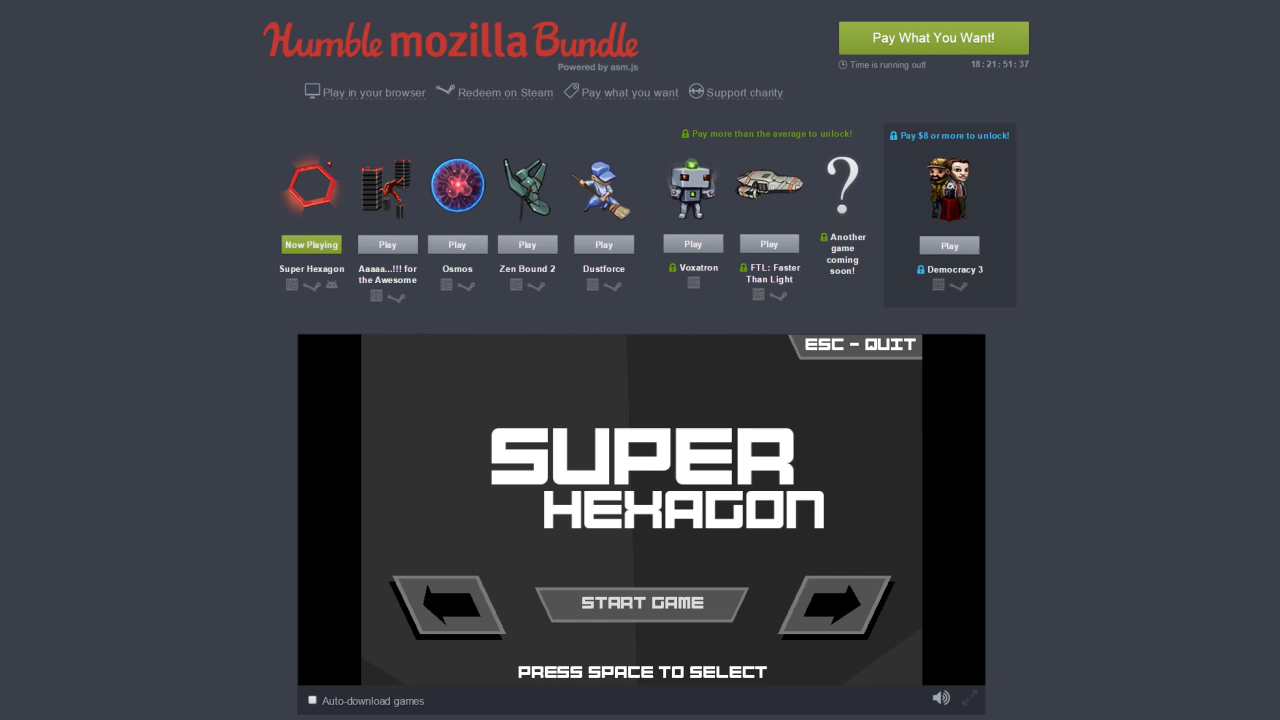 Humble mozilla Bundle
Powered by asm.js
Pay What You Want!
Time is running out! 18:21:51:37
Play in your browser Redeem on Steam Pay what you want Support charity
Pay more than the average to unlock!
Pay $8 or more to unlock!
Now Playing
Super Hexagon
Play
Aaaaa...!!! for
the Awesome
Play
Osmos
Play
Zen Bound 2
Play
Dustforce
Play
Voxatron
Play
FTL: Faster
Than Light
?
Another
game
coming
soon!
Play
Democracy 3
ESC - QUIT
SUPER
HEXAGON
START GAME
PRESS SPACE TO SELECT
Auto-download games